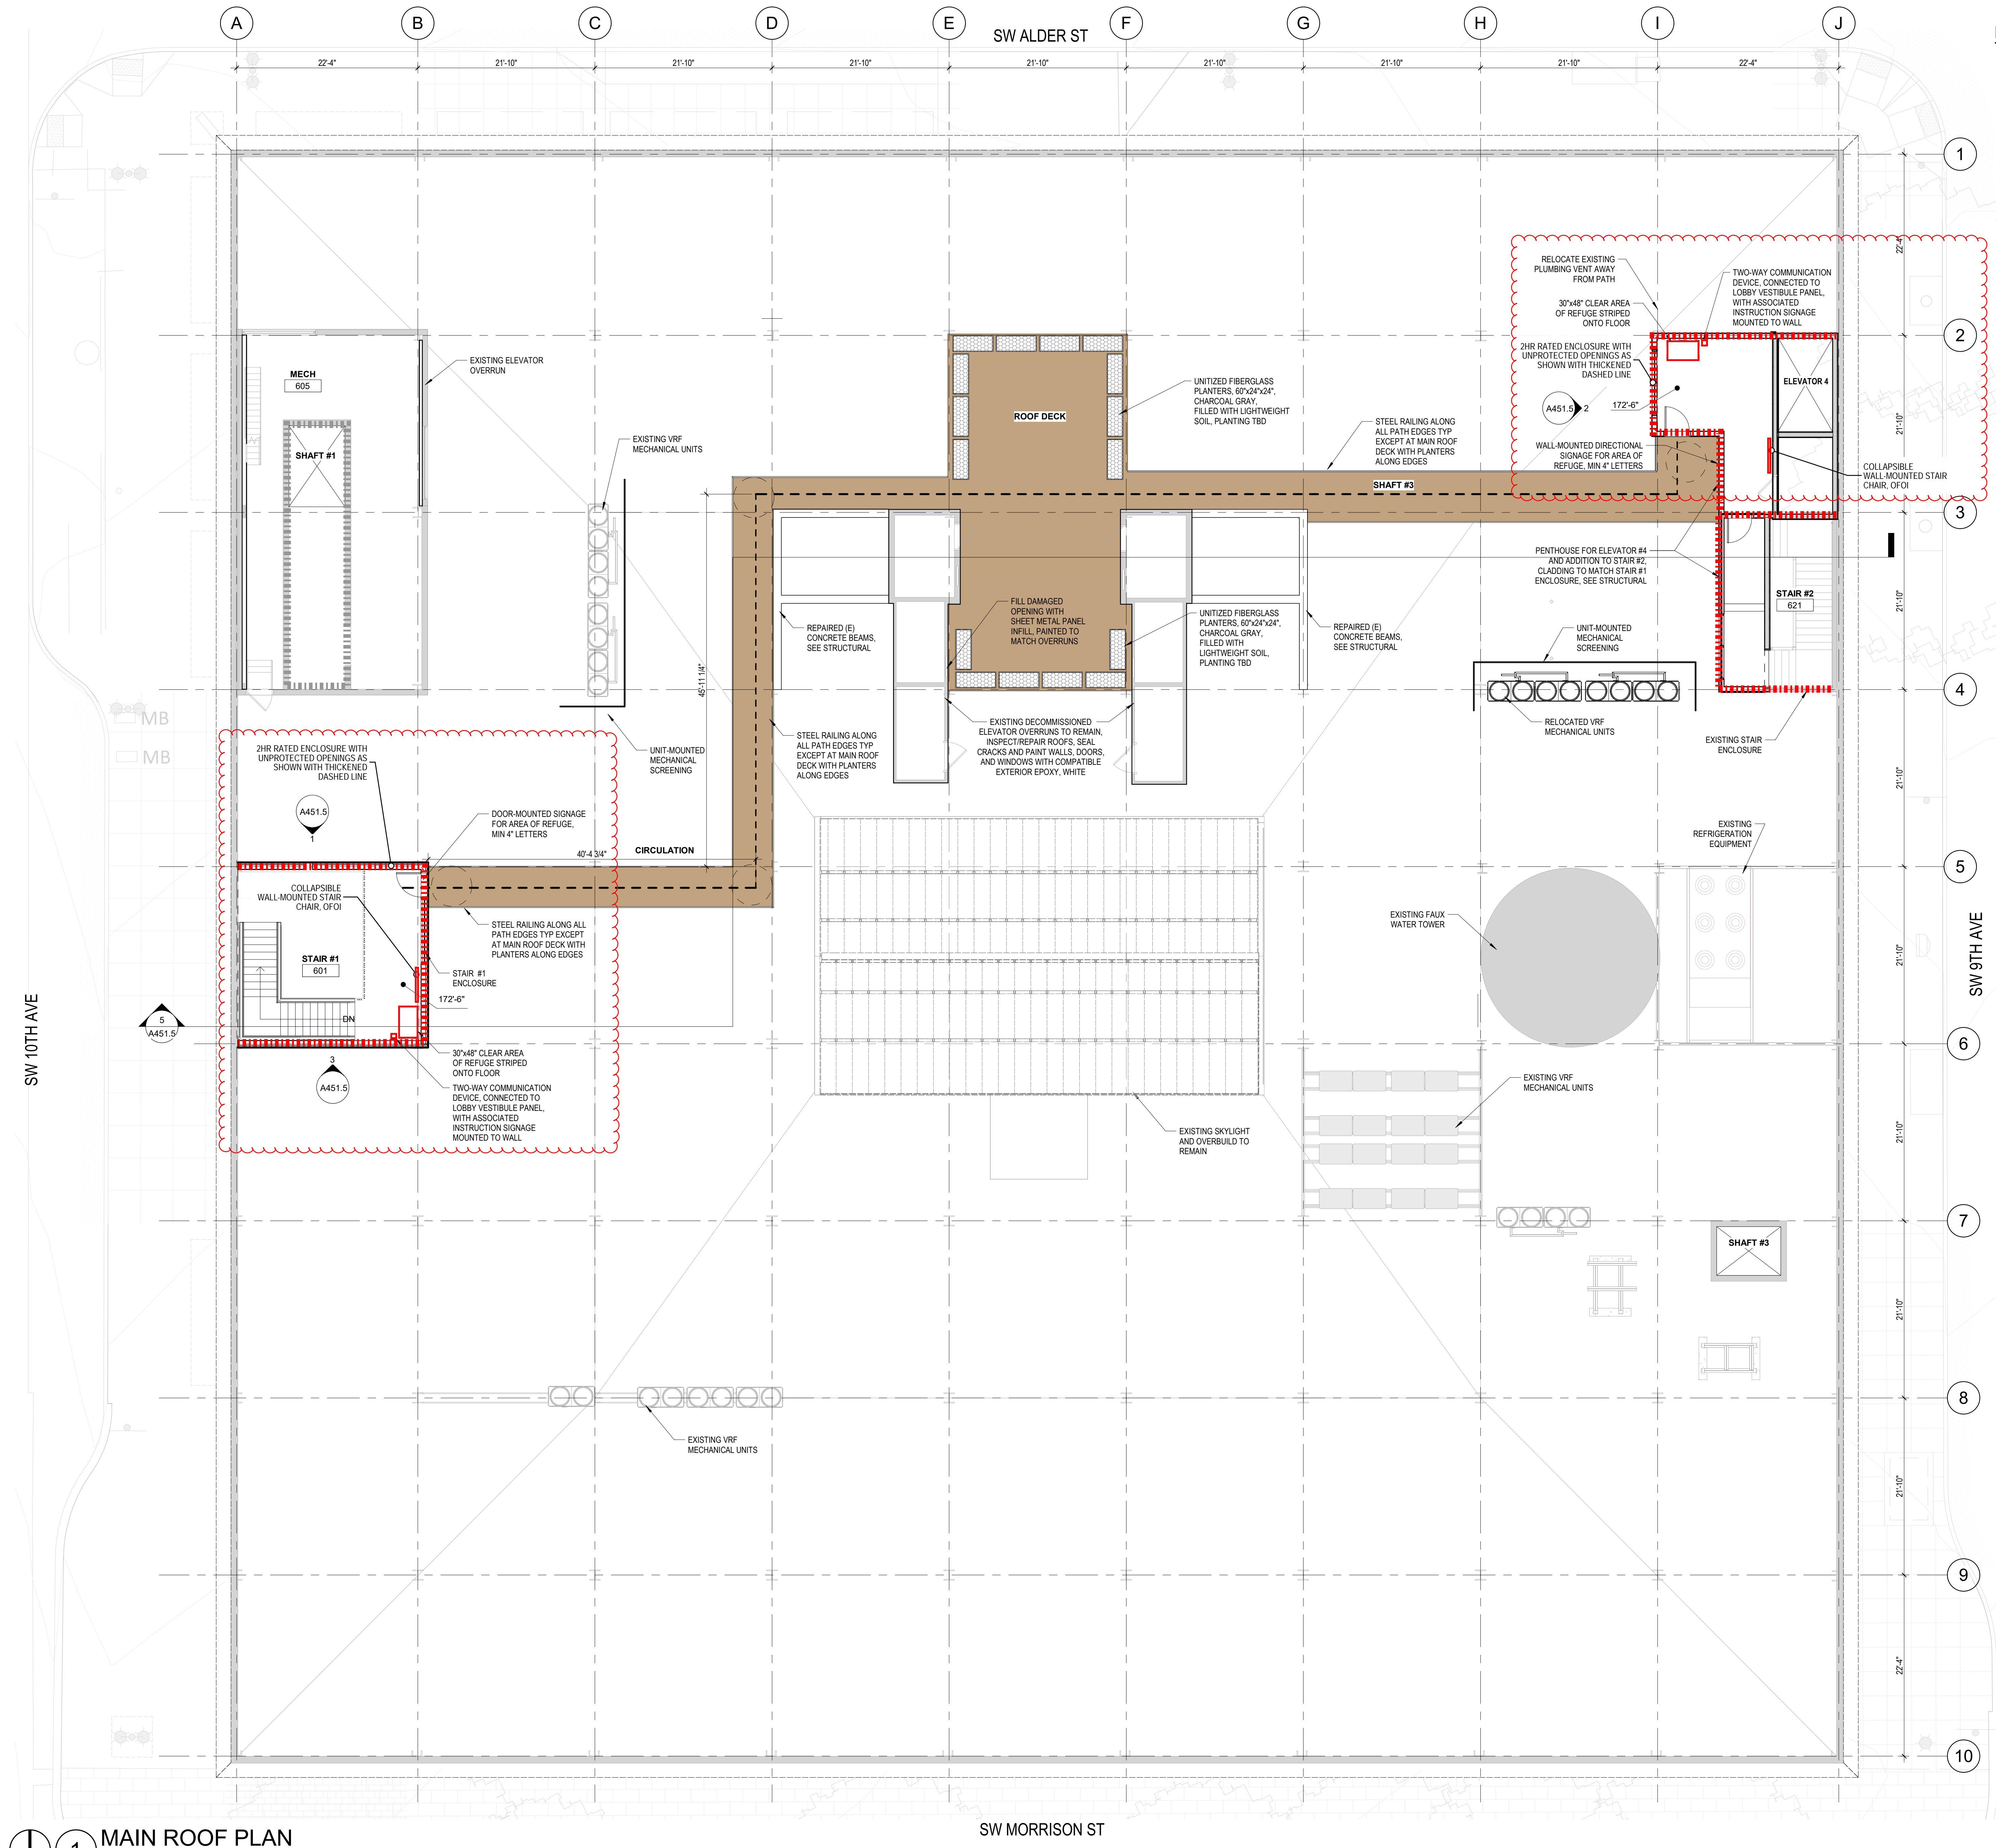 A
B
C
D
E
F
G
H
I
J
SW ALDER ST
22'-4"
21'-10"
21'-10"
21'-10"
21'-10"
21'-10"
21'-10"
21'-10"
22'-4"
1
2
3
4
5
6
7
8
9
10
22'-4"
21'-10"
21'-10"
21'-10"
21'-10"
21'-10"
21'-10"
21'-10"
22'-4"
RELOCATE EXISTING
PLUMBING VENT AWAY
FROM PATH
30"x48" CLEAR AREA
OF REFUGE STRIPED
ONTO FLOOR
TWO-WAY COMMUNICATION
DEVICE, CONNECTED TO
LOBBY VESTIBULE PANEL,
WITH ASSOCIATED
INSTRUCTION SIGNAGE
MOUNTED TO WALL
2HR RATED ENCLOSURE WITH
UNPROTECTED OPENINGS AS
SHOWN WITH THICKENED
DASHED LINE
ELEVATOR 4
A451.5
2
172'-6"
WALL-MOUNTED DIRECTIONAL
SIGNAGE FOR AREA OF
REFUGE, MIN 4" LETTERS
COLLAPSIBLE
WALL-MOUNTED STAIR
CHAIR, OFOI
MECH
605
SHAFT #1
EXISTING ELEVATOR
OVERRUN
EXISTING VRF
MECHANICAL UNITS
ROOF DECK
UNITIZED FIBERGLASS
PLANTERS, 60"x24"x24",
CHARCOAL GRAY,
FILLED WITH LIGHTWEIGHT
SOIL, PLANTING TBD
STEEL RAILING ALONG
ALL PATH EDGES TYP
EXCEPT AT MAIN ROOF
DECK WITH PLANTERS
ALONG EDGES
SHAFT #3
PENTHOUSE FOR ELEVATOR #4
AND ADDITION TO STAIR #2,
CLADDING TO MATCH STAIR #1
ENCLOSURE, SEE STRUCTURAL
STAIR #2
621
FILL DAMAGED
OPENING WITH
SHEET METAL PANEL
INFILL, PAINTED TO
MATCH OVERRUNS
REPAIRED (E)
CONCRETE BEAMS,
SEE STRUCTURAL
UNITIZED FIBERGLASS
PLANTERS, 60"x24"x24",
CHARCOAL GRAY,
FILLED WITH
LIGHTWEIGHT SOIL,
PLANTING TBD
REPAIRED (E)
CONCRETE BEAMS,
SEE STRUCTURAL
UNIT-MOUNTED
MECHANICAL
SCREENING
45'-11 1/4"
RELOCATED VRF
MECHANICAL UNITS
EXISTING STAIR
ENCLOSURE
EXISTING DECOMMISSIONED
ELEVATOR OVERRUNS TO REMAIN,
INSPECT/REPAIR ROOFS, SEAL
CRACKS AND PAINT WALLS, DOORS,
AND WINDOWS WITH COMPATIBLE
EXTERIOR EPOXY, WHITE
STEEL RAILING ALONG
ALL PATH EDGES TYP
EXCEPT AT MAIN ROOF
DECK WITH PLANTERS
ALONG EDGES
UNIT-MOUNTED
MECHANICAL
SCREENING
MB
MB
2HR RATED ENCLOSURE WITH
UNPROTECTED OPENINGS AS
SHOWN WITH THICKENED
DASHED LINE
A451.5
1
DOOR-MOUNTED SIGNAGE
FOR AREA OF REFUGE,
MIN 4" LETTERS
40'-4 3/4"
CIRCULATION
COLLAPSIBLE
WALL-MOUNTED STAIR
CHAIR, OFOI
STEEL RAILING ALONG ALL
PATH EDGES TYP EXCEPT
AT MAIN ROOF DECK WITH
PLANTERS ALONG EDGES
STAIR #1
601
STAIR #1
ENCLOSURE
172'-6"
DN
5
A451.5
3
A451.5
30"x48" CLEAR AREA
OF REFUGE STRIPED
ONTO FLOOR
TWO-WAY COMMUNICATION
DEVICE, CONNECTED TO
LOBBY VESTIBULE PANEL,
WITH ASSOCIATED
INSTRUCTION SIGNAGE
MOUNTED TO WALL
EXISTING
REFRIGERATION
EQUIPMENT
EXISTING FAUX
WATER TOWER
EXISTING VRF
MECHANICAL UNITS
EXISTING SKYLIGHT
AND OVERBUILD TO
REMAIN
SHAFT #3
EXISTING VRF
MECHANICAL UNITS
SW 10TH AVE
SW 9TH AVE
SW MORRISON ST
1
MAIN ROOF PLAN